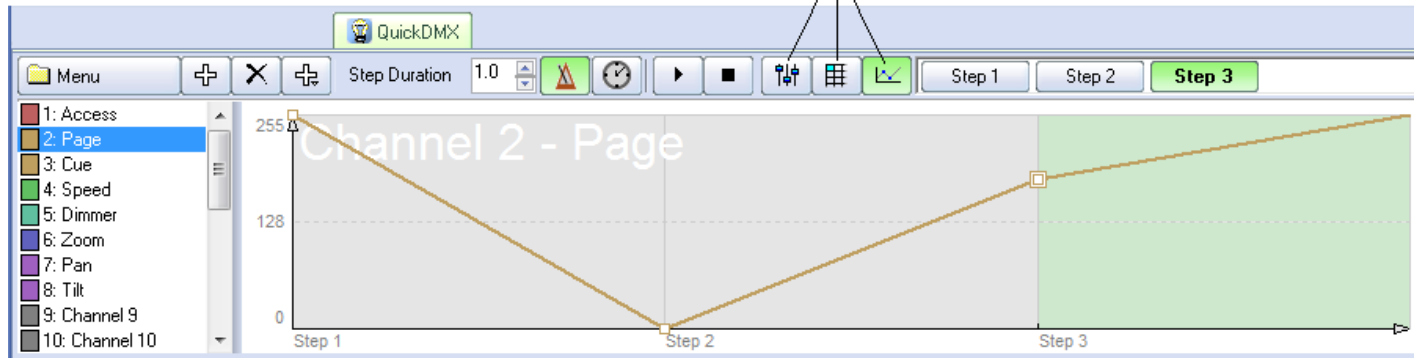 QuickDMX
Menu Step Duration 1.0 Step 1 Step 2 Step 3
1: Access
2: Page
3: Cue
4: Speed
5: Dimmer
6: Zoom
7: Pan
8: Tilt
9: Channel 9
10: Channel 10
Channel 2 - Page
255
128
0
Step 1 Step 2 Step 3